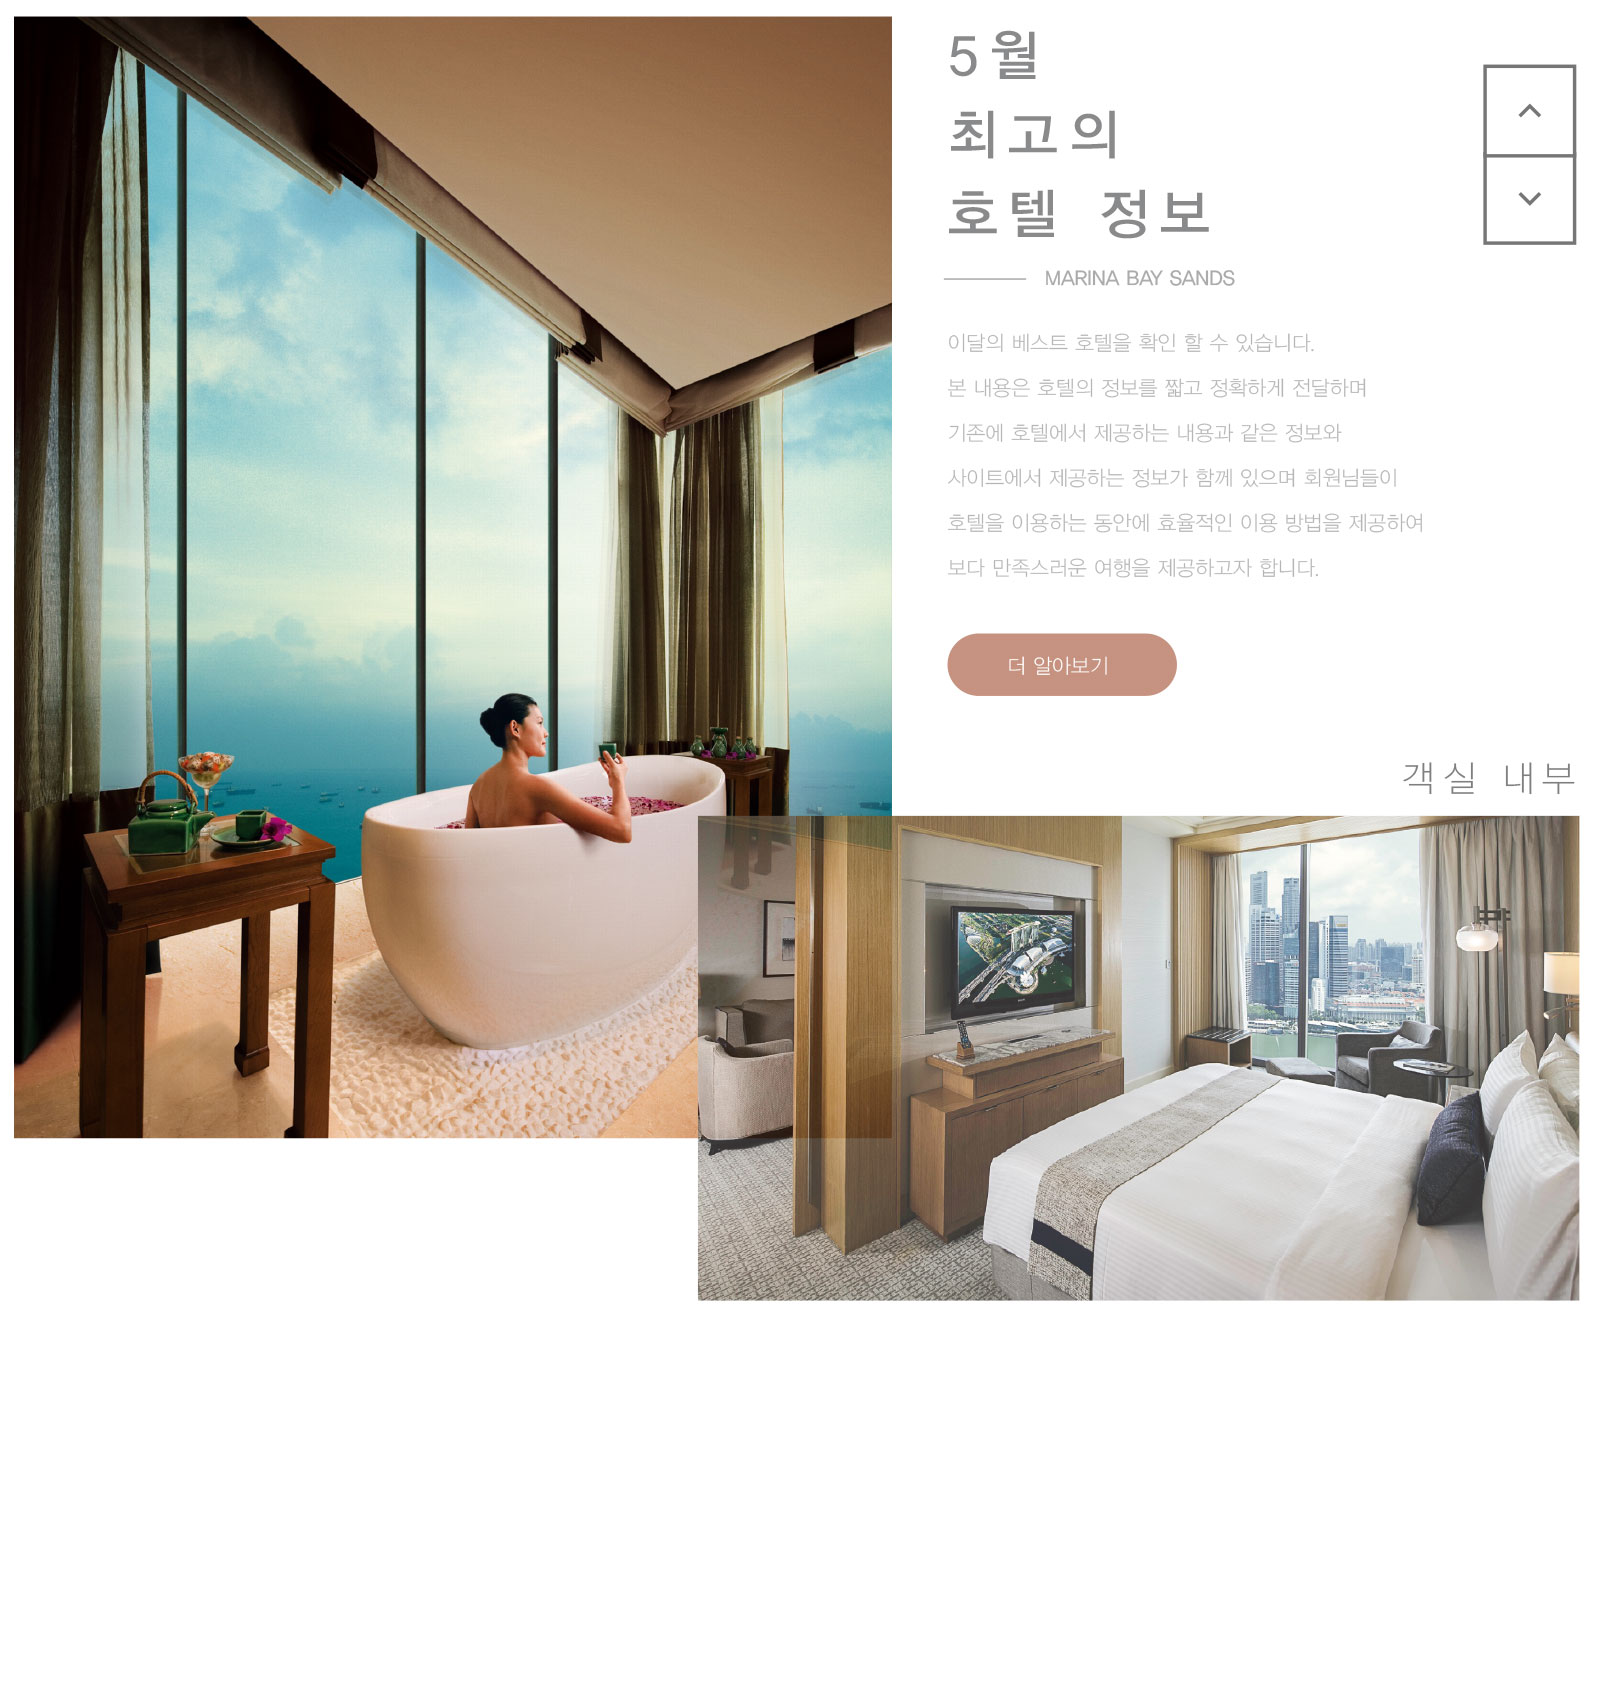 5월
최고의
호텔 정보
MARINA BAY SANDS
이달의 베스트 호텔을 확인 할 수 있습니다.
본 내용은 호텔의 정보를 짧고 정확하게 전달하며
기존에 호텔에서 제공하는 내용과 같은 정보와
사이트에서 제공하는 정보가 함께 있으며 회원님들이
호텔을 이용하는 동안에 효율적인 이용 방법을 제공하여
보다 만족스러운 여행을 제공하고자 합니다.
더 알아보기
객실 내부